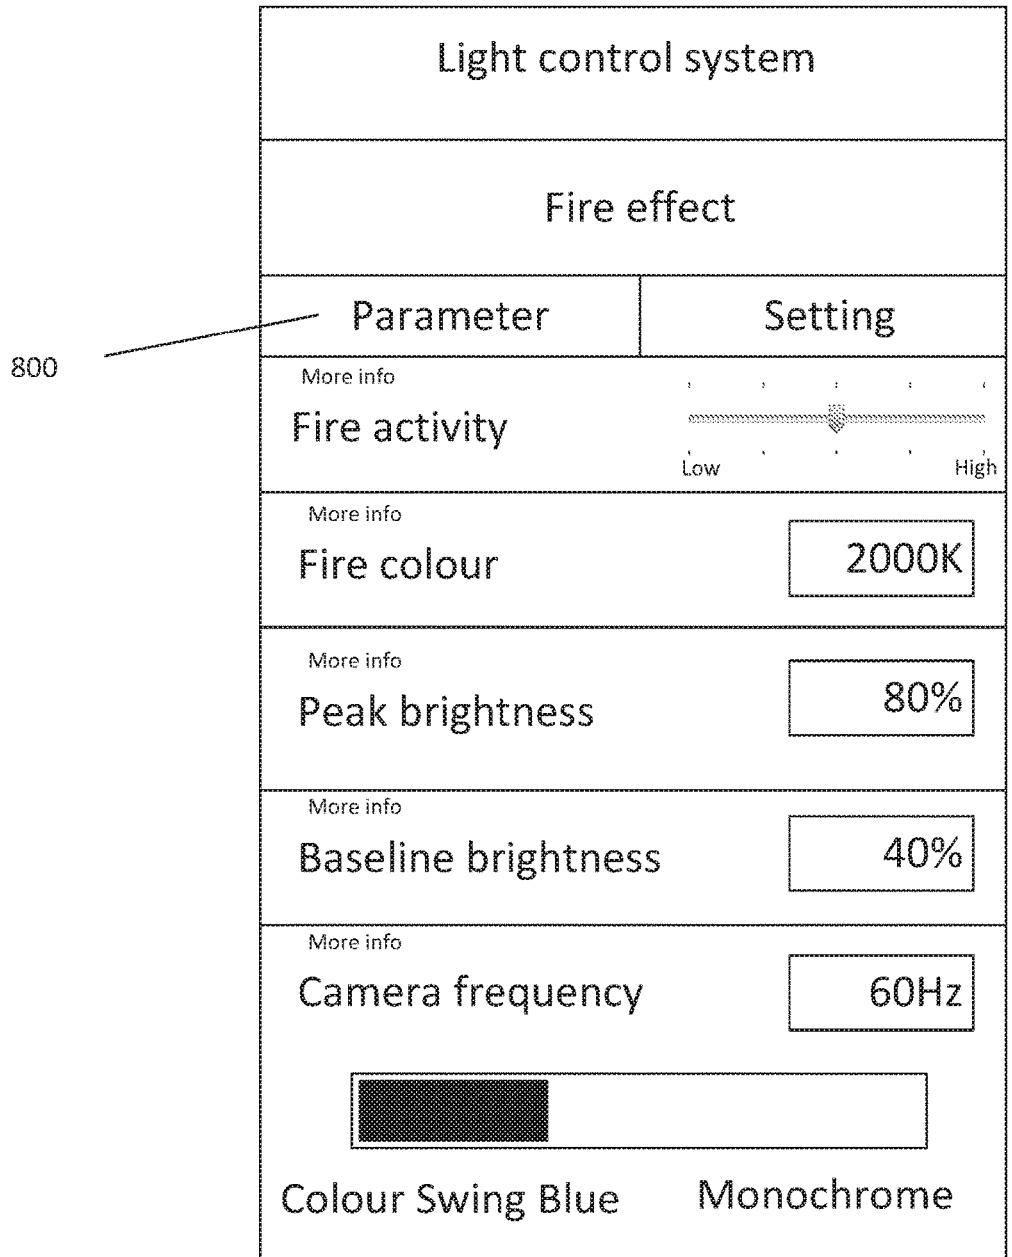 Light control system
Fire effect
Parameter Setting
800
More info
Fire activity
Low High
More info
Fire colour 2000K
More info
Peak brightness 80%
More info
Baseline brightness 40%
More info
Camera frequency 60Hz
Colour Swing Blue Monochrome